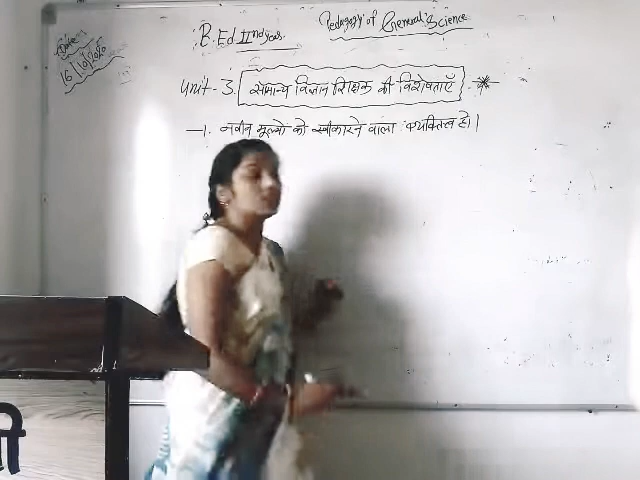 Date
16/10/2020
B.Ed IInd year
Pedagogy of General Science
Unit-3. सामान्य विज्ञान शिक्षक की विशेषताएँ
1. नवीन मूल्यों को स्वीकारने वाला व्यक्तित्व हो।